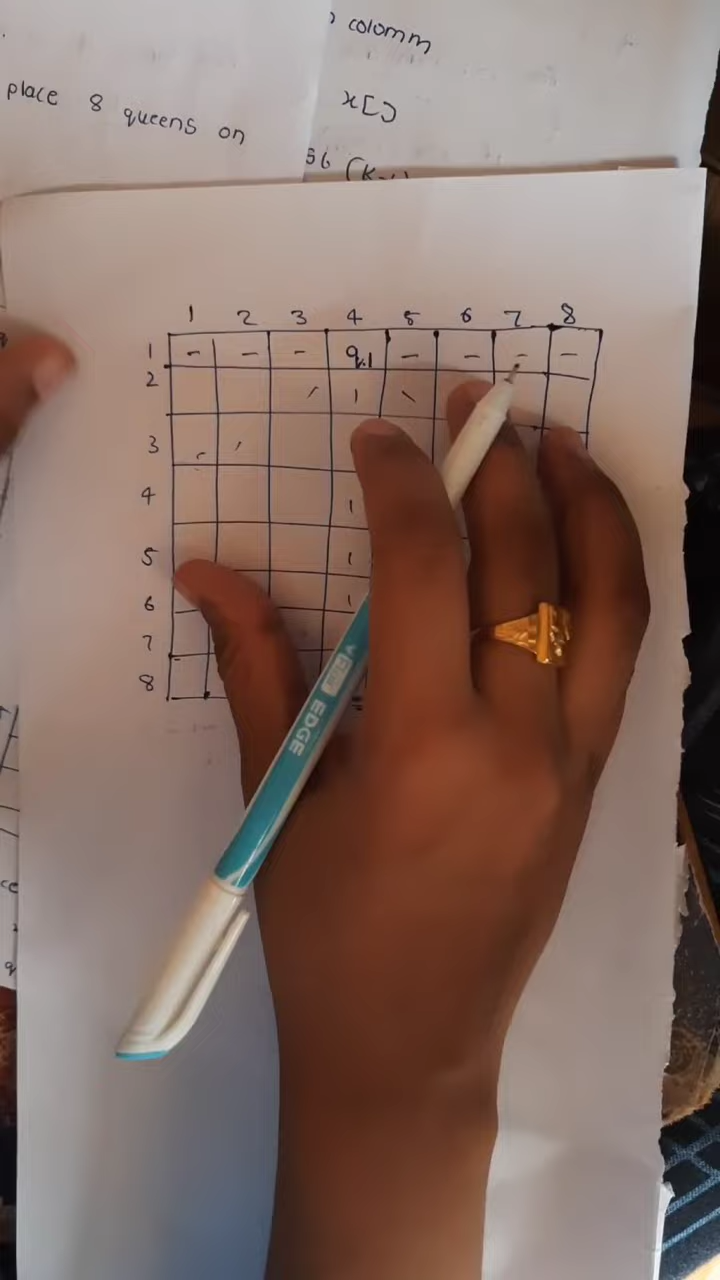 colomm
place 8 queens on
x[]
1 2 3 4 5 6 7 8
1 - - - q1 - - - -
2
3
4
5
6
7
8
EDGE